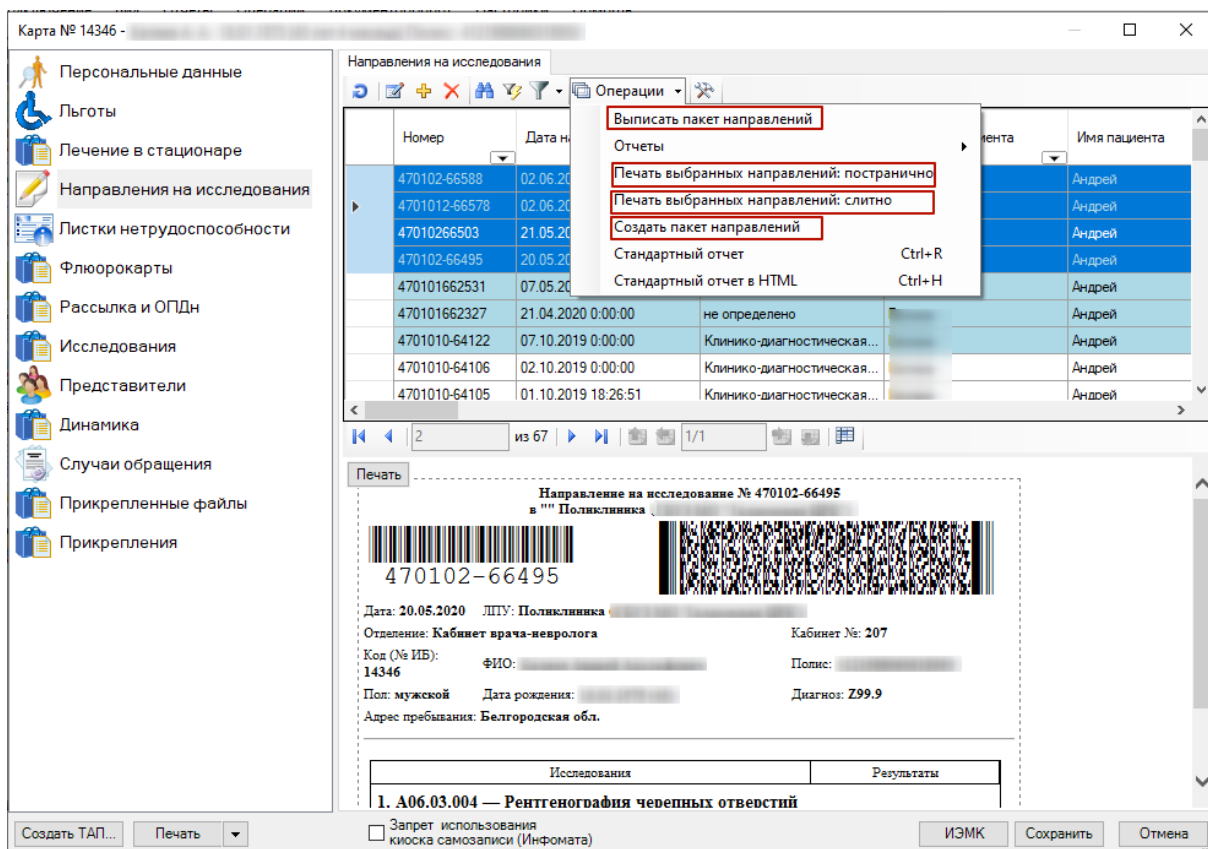 Карта № 14346 -
Персональные данные
Льготы
Лечение в стационаре
Направления на исследования
Листки нетрудоспособности
Флюорокарты
Рассылка и ОПДн
Исследования
Представители
Динамика
Случаи обращения
Прикрепленные файлы
Прикрепления
Направления на исследования
Операции
Выписать пакет направлений
Отчеты
Печать выбранных направлений: постранично
Печать выбранных направлений: слитно
Создать пакет направлений
Стандартный отчет Ctrl+R
Стандартный отчет в HTML Ctrl+H
Номер Дата Имя пациента
470102-66588 02.06.20 Андрей
4701012-66578 02.06.20 Андрей
47010266503 21.05.20 Андрей
470102-66495 20.05.20 Андрей
470101662531 07.05.20 Андрей
470101662327 21.04.2020 0:00:00 не определено Андрей
4701010-64122 07.10.2019 0:00:00 Клинико-диагностическая... Андрей
4701010-64106 02.10.2019 0:00:00 Клинико-диагностическая... Андрей
4701010-64105 01.10.2019 18:26:51 Клинико-диагностическая... Андрей
2 из 67 1/1
Печать
Направление на исследование № 470102-66495
в "" Поликлиника
470102-66495
Дата: 20.05.2020 ЛПУ: Поликлиника
Отделение: Кабинет врача-невролога Кабинет №: 207
Код (№ ИБ):
14346 ФИО: Полис:
Пол: мужской Дата рождения: Диагноз: Z99.9
Адрес пребывания: Белгородская обл.
Исследования Результаты
1. A06.03.004 — Рентгенография черепных отверстий
Создать ТАП... Печать
Запрет использования
киоска самозаписи (Инфомата)
ИЭМК Сохранить Отмена